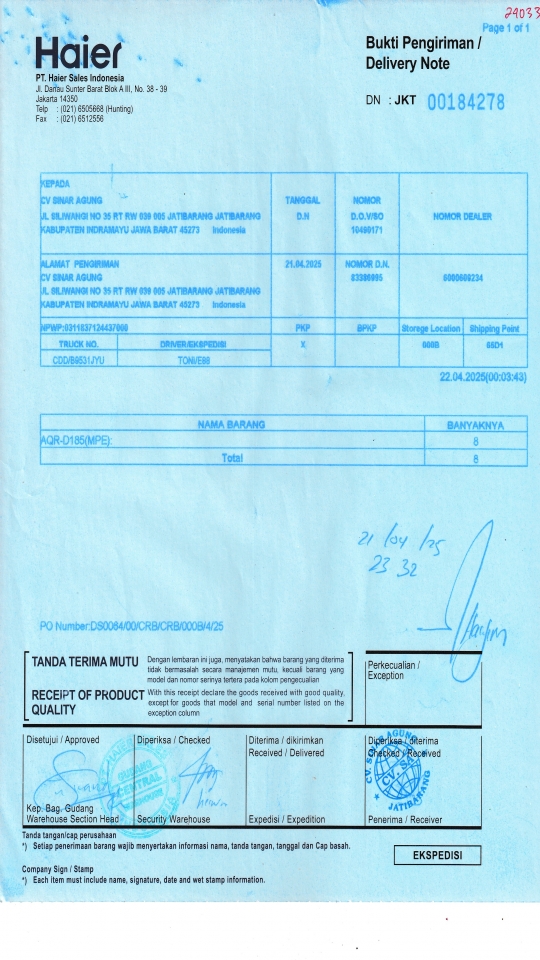 29033
Page 1 of 1
Haier
Bukti Pengiriman /
Delivery Note
PT. Haier Sales Indonesia
Jl. Danau Sunter Barat Blok A III, No. 38 - 39
Jakarta 14350
Telp : (021) 6505668 (Hunting)
Fax : (021) 6512556
DN : JKT 00184278
KEPADA
CV SINAR AGUNG
JL SILIWANGI NO 35 RT RW 039 005 JATIBARANG JATIBARANG
KABUPATEN INDRAMAYU JAWA BARAT 45273 Indonesia
TANGGAL
D.N
NOMOR
D.O.V/SO
10490171
NOMOR DEALER
ALAMAT PENGIRIMAN
CV SINAR AGUNG
JL SILIWANGI NO 35 RT RW 039 005 JATIBARANG JATIBARANG
KABUPATEN INDRAMAYU JAWA BARAT 45273 Indonesia
21.04.2025
NOMOR D.N.
83386995
8000609234
NPWP:0311637124437000
PKP
BPKP
Storage Location
Shipping Point
TRUCK NO.
DRIVER/EKSPEDISI
X
000B
65D1
CDD/B9531JYU
TONI/E88
22.04.2025(00:03:43)
NAMA BARANG BANYAKNYA
AQR-D185(MPE): 8
Total 8
21/04/25
23 32
PO Number:DS0084/00/CRB/CRB/000B/4/25
TANDA TERIMA MUTU
Dengan lembaran ini juga, menyatakan bahwa barang yang diterima
tidak bermasalah secara manajemen mutu, kecuali barang yang
model dan nomor serinya tertera pada kolom pengecualian
RECEIPT OF PRODUCT
QUALITY
With this receipt declare the goods received with good quality,
except for goods that model and serial number listed on the
exception column
Perkecualian /
Exception
Disetujui / Approved
Diperiksa / Checked
Diterima / dikirimkan
Received / Delivered
Diperiksa / diterima
Checked / Received
GUDANG
CENTRAL
WAREHOUSE
CV. SINAR AGUNG
CV. SA
JATIBARANG
Kep. Bag. Gudang
Warehouse Section Head
Security Warehouse
Expedisi / Expedition
Penerima / Receiver
Tanda tangan/cap perusahaan
*) Setiap penerimaan barang wajib menyertakan informasi nama, tanda tangan, tanggal dan Cap basah.
EKSPEDISI
Company Sign / Stamp
*) Each item must include name, signature, date and wet stamp information.